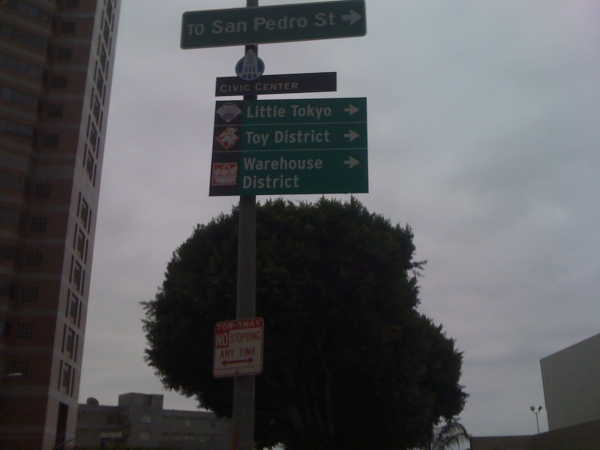 TO San Pedro St
CIVIC CENTER
Little Tokyo
Toy District
Warehouse
District
TOW-AWAY
NO STOPPING
ANY TIME